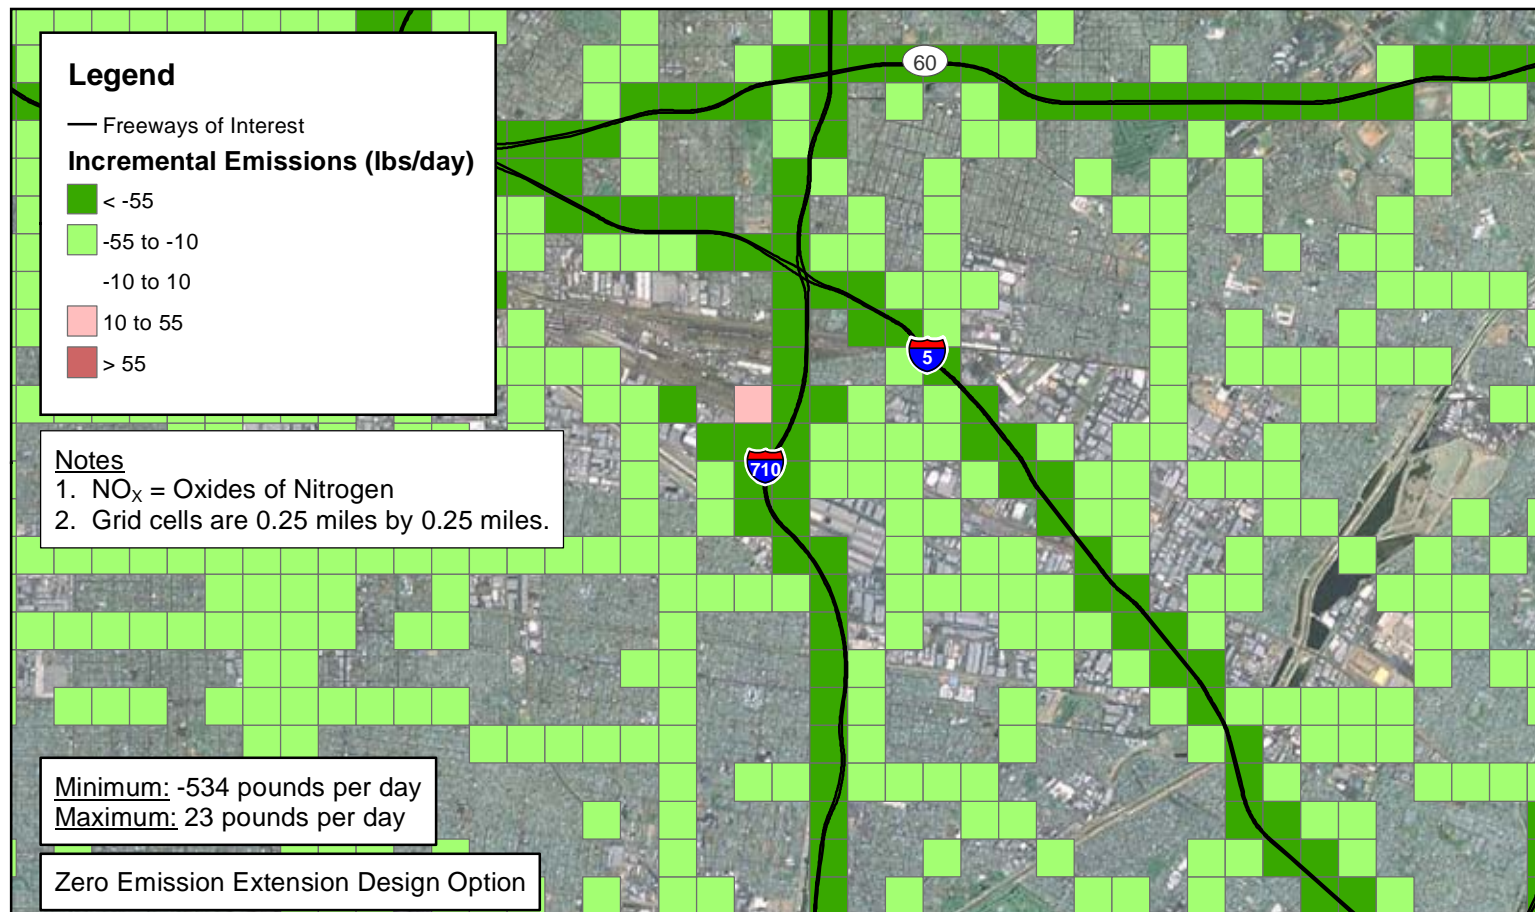 Legend
Freeways of Interest
Incremental Emissions (lbs/day)
< -55
-55 to -10
-10 to 10
10 to 55
> 55
Notes
1. NOX = Oxides of Nitrogen
2. Grid cells are 0.25 miles by 0.25 miles.
Minimum: -534 pounds per day
Maximum: 23 pounds per day
Zero Emission Extension Design Option
60
5
710